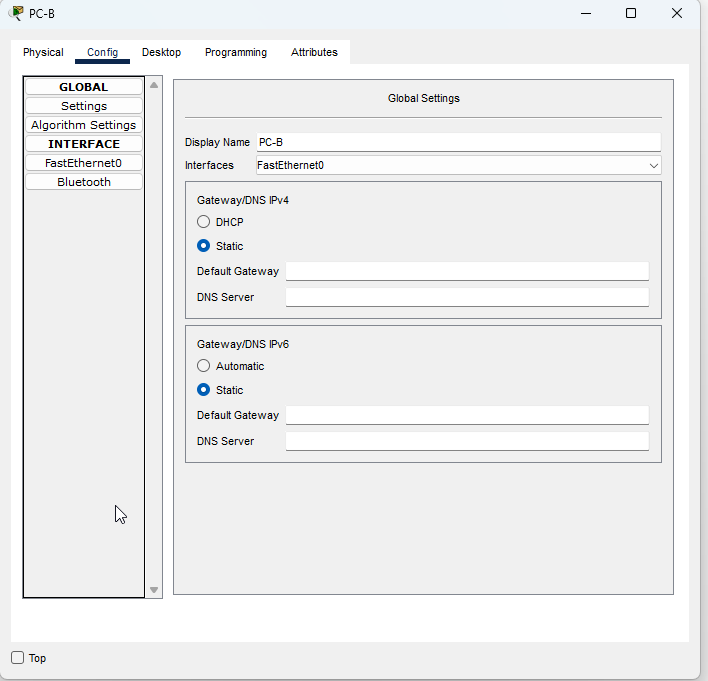 PC-B
Physical Config Desktop Programming Attributes
GLOBAL
Settings
Algorithm Settings
INTERFACE
FastEthernet0
Bluetooth
Global Settings
Display Name PC-B
Interfaces FastEthernet0
Gateway/DNS IPv4
DHCP
Static
Default Gateway
DNS Server
Gateway/DNS IPv6
Automatic
Static
Default Gateway
DNS Server
Top